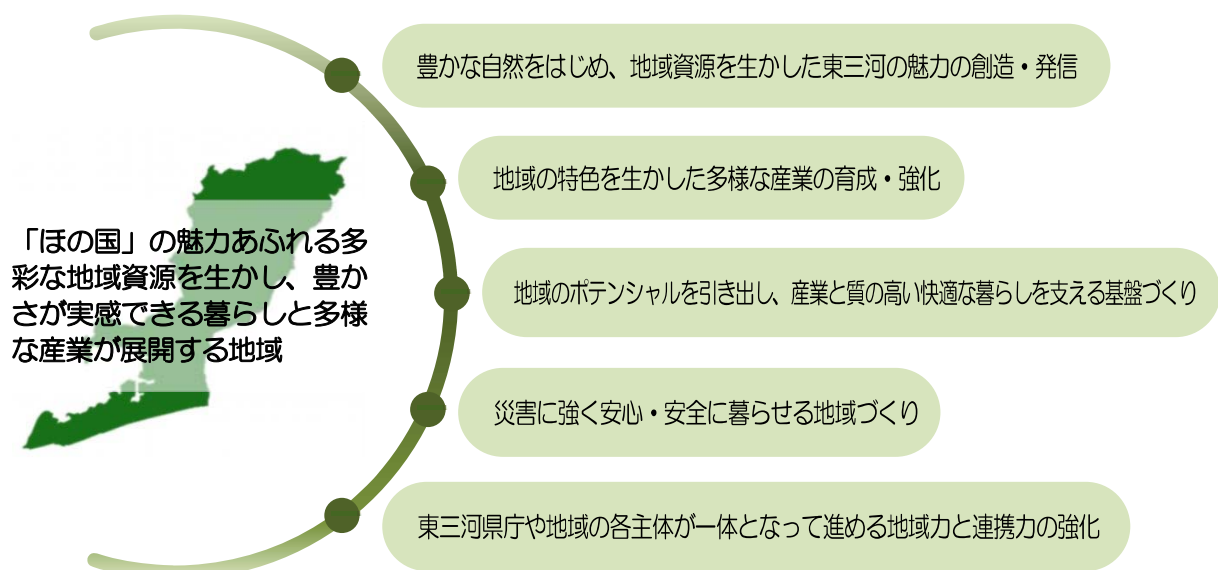 「ほの国」の魅力あふれる多
彩な地域資源を生かし、豊か
さが実感できる暮らしと多様
な産業が展開する地域
豊かな自然をはじめ、地域資源を生かした東三河の魅力の創造・発信
地域の特色を生かした多様な産業の育成・強化
地域のポテンシャルを引き出し、産業と質の高い快適な暮らしを支える基盤づくり
災害に強く安心・安全に暮らせる地域づくり
東三河県庁や地域の各主体が一体となって進める地域力と連携力の強化